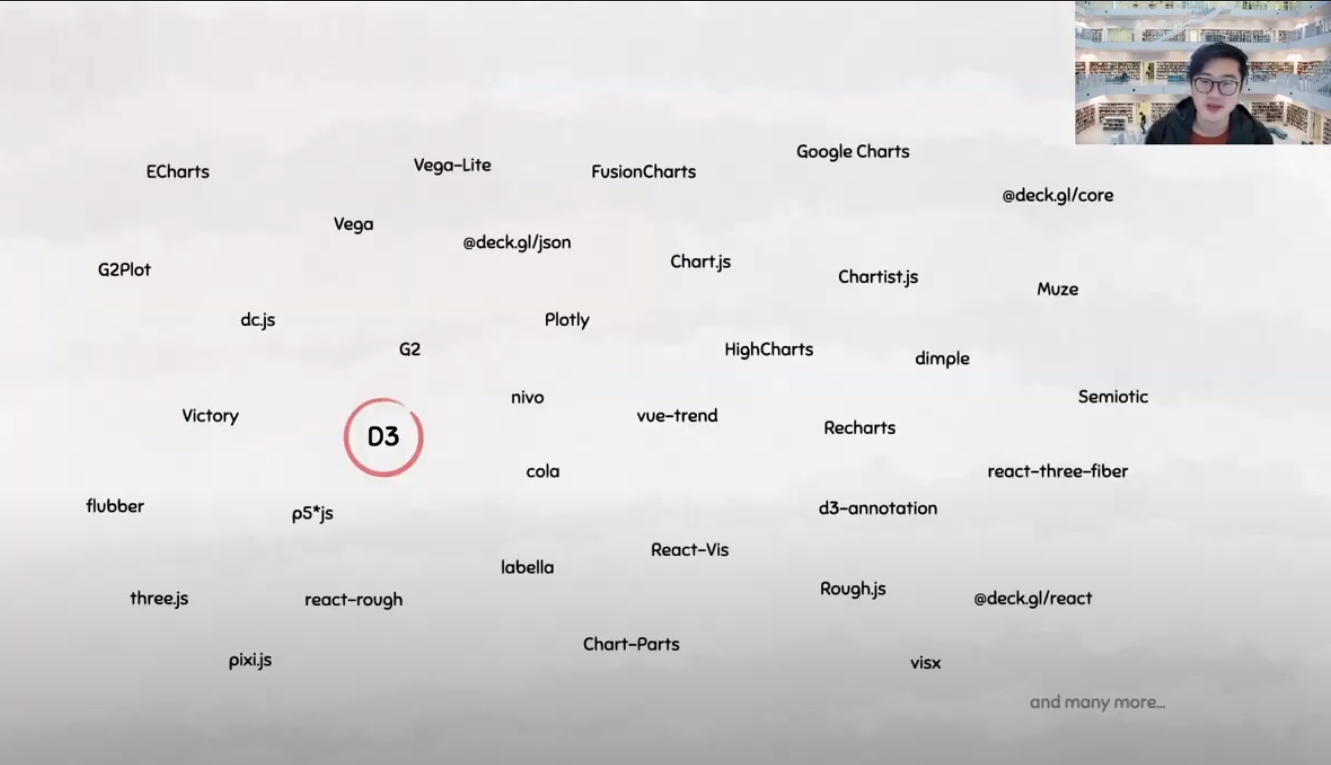 Google Charts
Vega-Lite
ECharts
FusionCharts
@deck.gl/core
Vega
@deck.gl/json
Chart.js
G2Plot
Chartist.js
Muze
dc.js
Plotly
G2
HighCharts
dimple
nivo
Semiotic
Victory
vue-trend
Recharts
D3
cola
react-three-fiber
flubber
p5*js
d3-annotation
React-Vis
labella
Rough.js
three.js
react-rough
@deck.gl/react
Chart-Parts
pixi.js
visx
and many more...